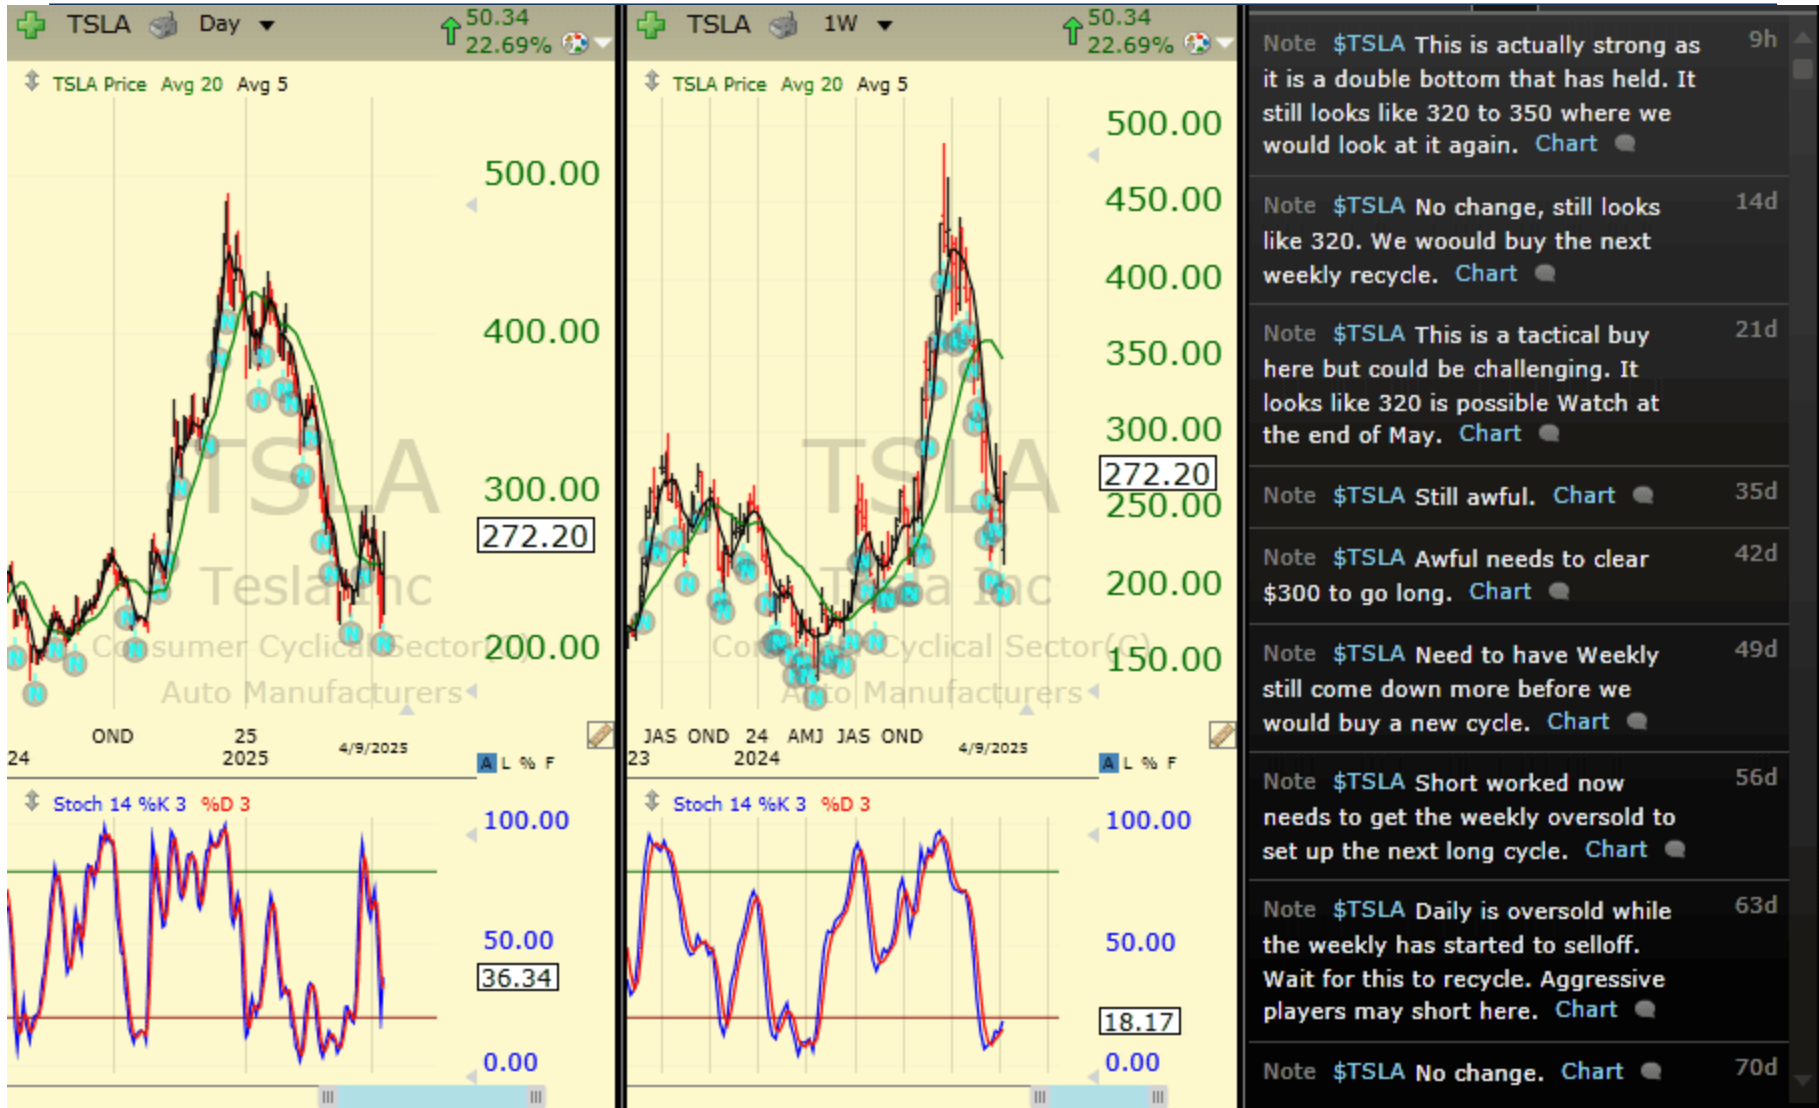 TSLA Day
50.34
22.69%
TSLA Price Avg 20 Avg 5
500.00
400.00
300.00
272.20
200.00
TSLA
Tesla Inc
Consumer Cyclical Sector(C)
Auto Manufacturers
OND 25 4/9/2025
24 2025
A L % F
Stoch 14 %K 3 %D 3
100.00
50.00
36.34
0.00
TSLA 1W
50.34
22.69%
TSLA Price Avg 20 Avg 5
500.00
450.00
400.00
350.00
300.00
272.20
250.00
200.00
150.00
TSLA
Tesla Inc
Consumer Cyclical Sector(C)
Auto Manufacturers
JAS OND 24 AMJ JAS OND 4/9/2025
23 2024
A L % F
Stoch 14 %K 3 %D 3
100.00
50.00
18.17
0.00
Note $TSLA This is actually strong as 9h
it is a double bottom that has held. It
still looks like 320 to 350 where we
would look at it again. Chart
Note $TSLA No change, still looks 14d
like 320. We woould buy the next
weekly recycle. Chart
Note $TSLA This is a tactical buy 21d
here but could be challenging. It
looks like 320 is possible Watch at
the end of May. Chart
Note $TSLA Still awful. Chart 35d
Note $TSLA Awful needs to clear 42d
$300 to go long. Chart
Note $TSLA Need to have Weekly 49d
still come down more before we
would buy a new cycle. Chart
Note $TSLA Short worked now 56d
needs to get the weekly oversold to
set up the next long cycle. Chart
Note $TSLA Daily is oversold while 63d
the weekly has started to selloff.
Wait for this to recycle. Aggressive
players may short here. Chart
Note $TSLA No change. Chart 70d